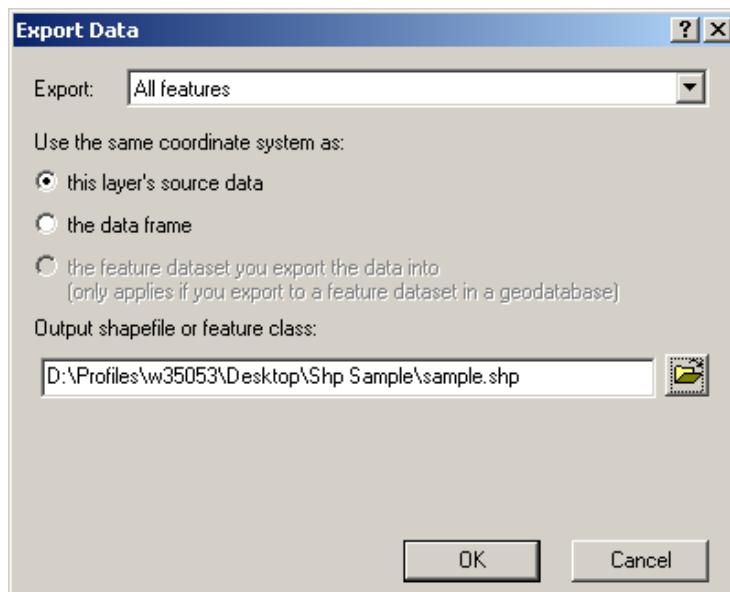 Export Data
Export: All features
Use the same coordinate system as:
this layer's source data
the data frame
the feature dataset you export the data into
(only applies if you export to a feature dataset in a geodatabase)
Output shapefile or feature class:
D:\Profiles\w35053\Desktop\Shp Sample\sample.shp
OK Cancel